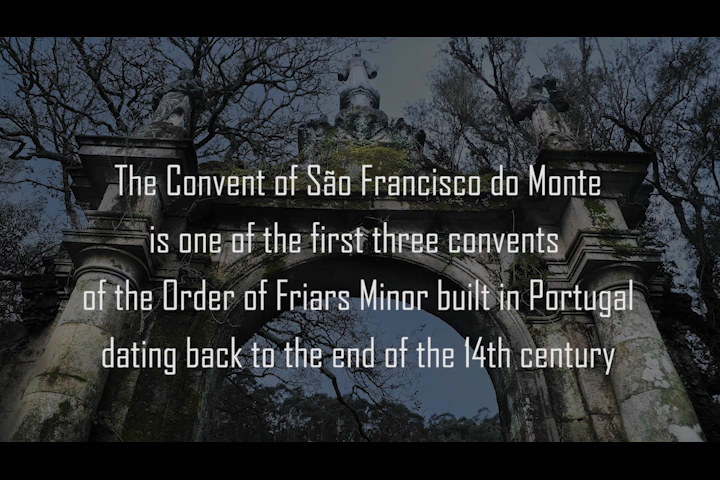 The Convent of São Francisco do Monte
is one of the first three convents
of the Order of Friars Minor built in Portugal
dating back to the end of the 14th century